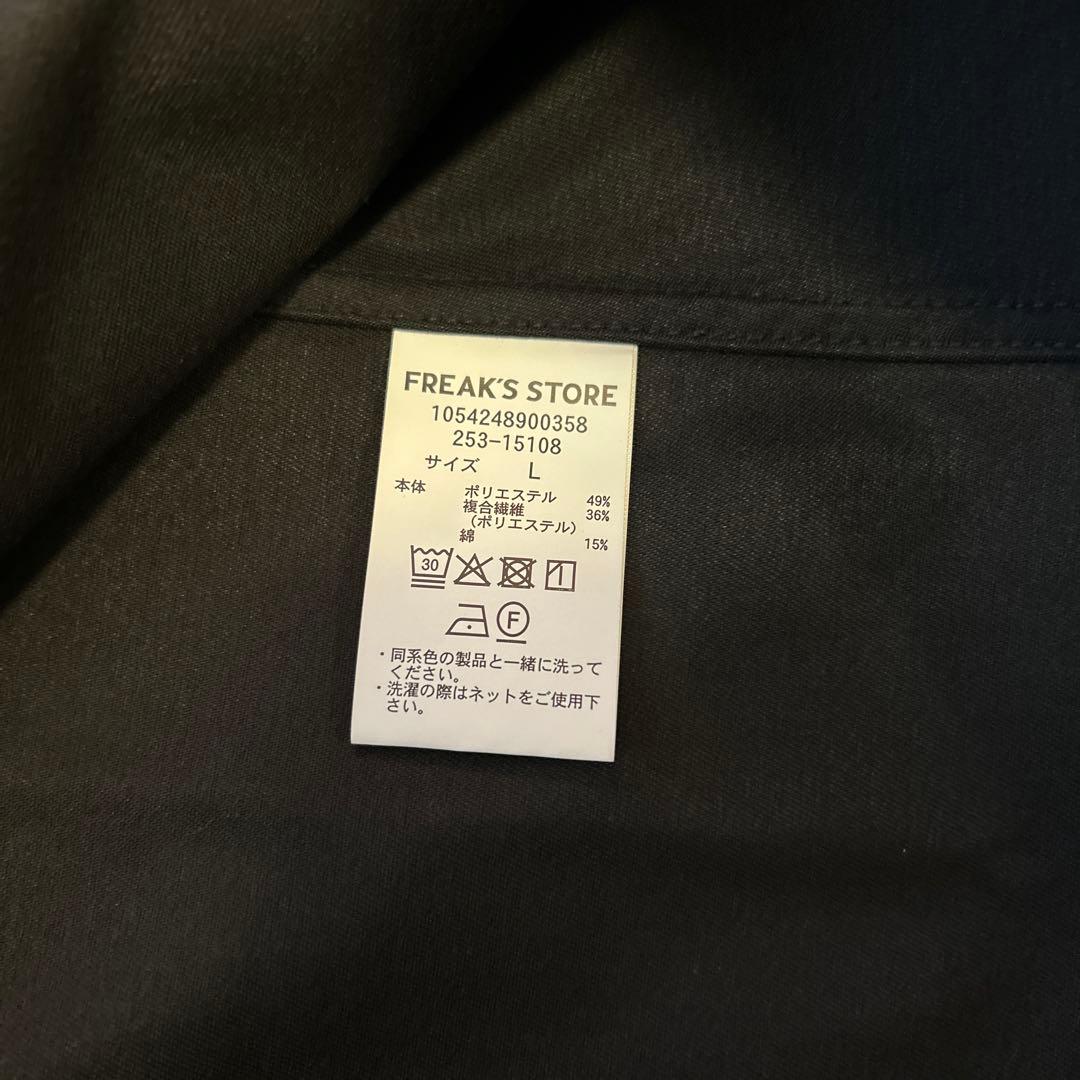 FREAK'S STORE
1054248900358
253-15108
サイズ L
本体 ポリエステル 49%
複合繊維 36%
(ポリエステル)
綿 15%
30
F
・同系色の製品と一緒に洗って
ください。
・洗濯の際はネットをご使用下
さい。